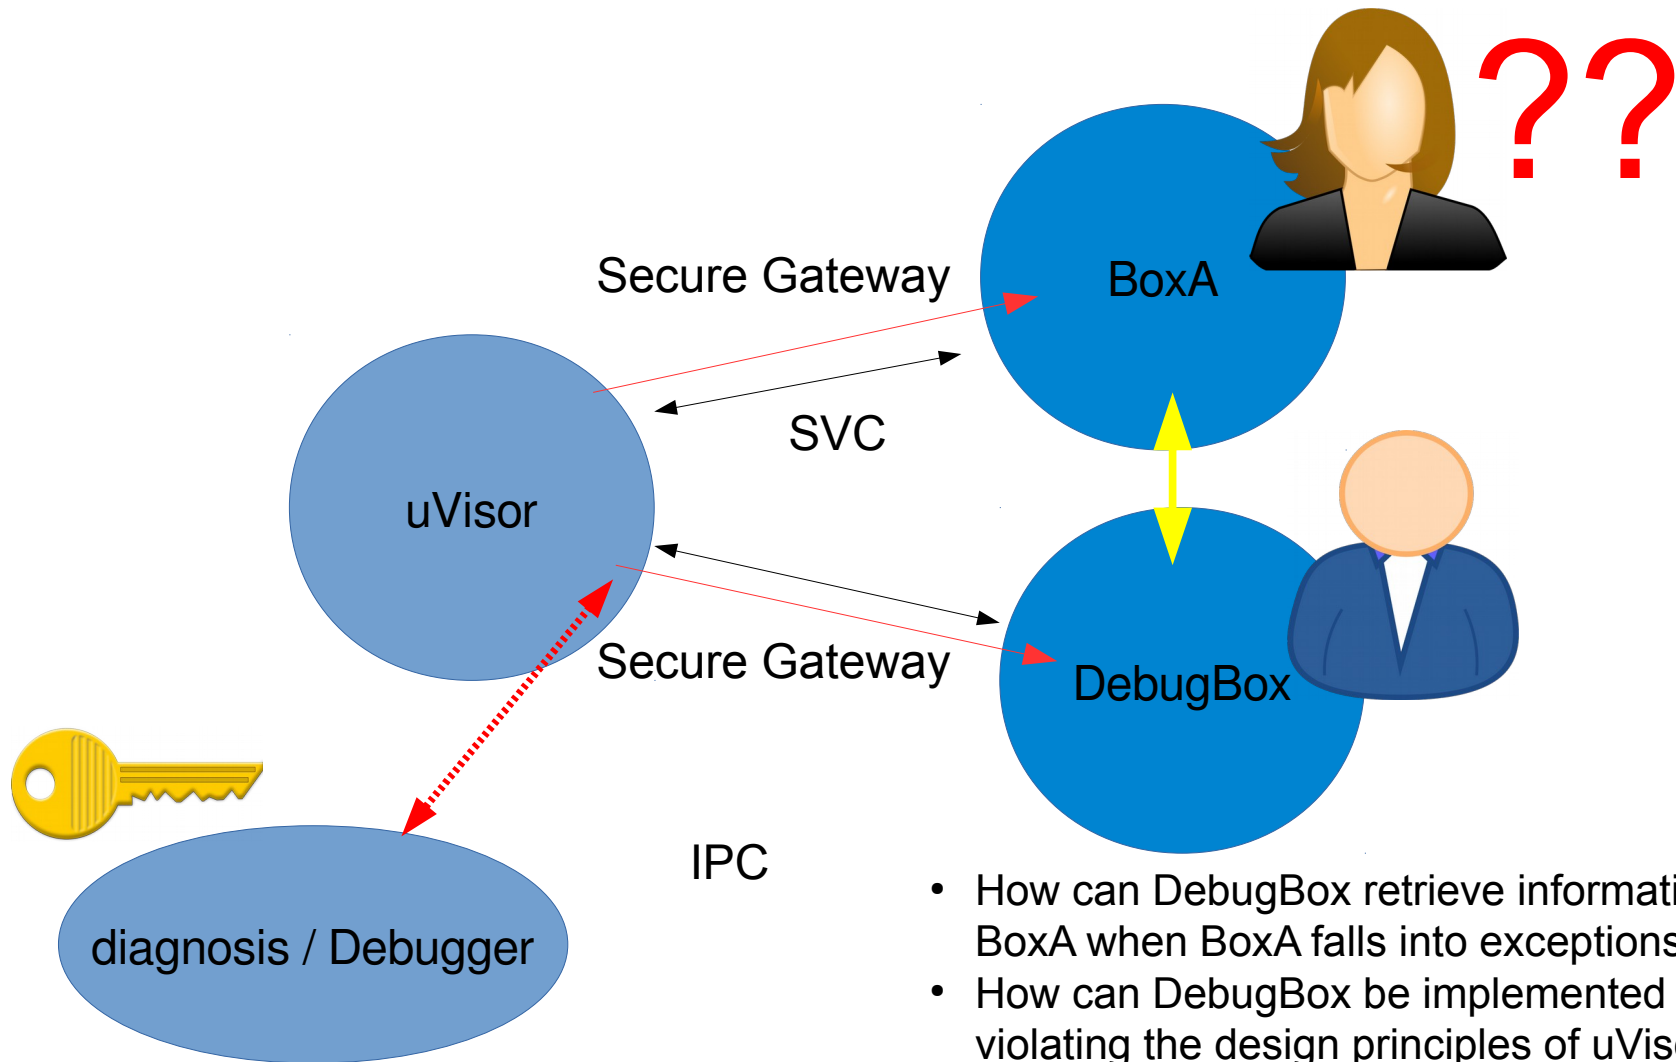 ??
Secure Gateway
BoxA
SVC
uVisor
Secure Gateway
DebugBox
IPC
diagnosis / Debugger
• How can DebugBox retrieve informati
BoxA when BoxA falls into exceptions
• How can DebugBox be implemented
violating the design principles of uVis